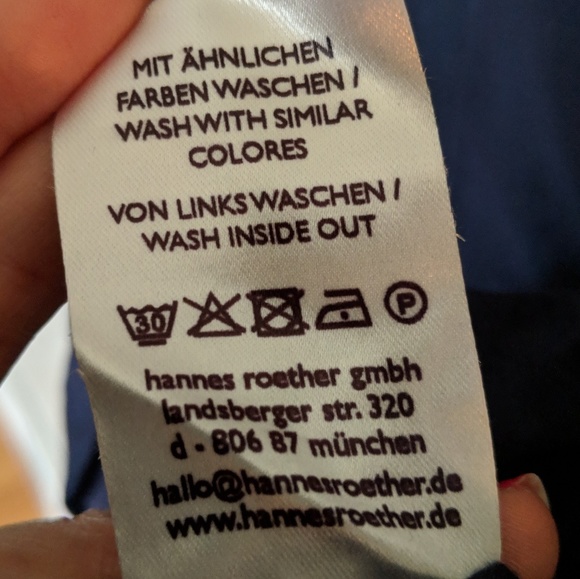 MIT ÄHNLICHEN
FARBEN WASCHEN /
WASH WITH SIMILAR
COLORES
VON LINKS WASCHEN /
WASH INSIDE OUT
30 P
hannes roether gmbh
landsberger str. 320
d - 806 87 münchen
hallo@hannesroether.de
www.hannesroether.de